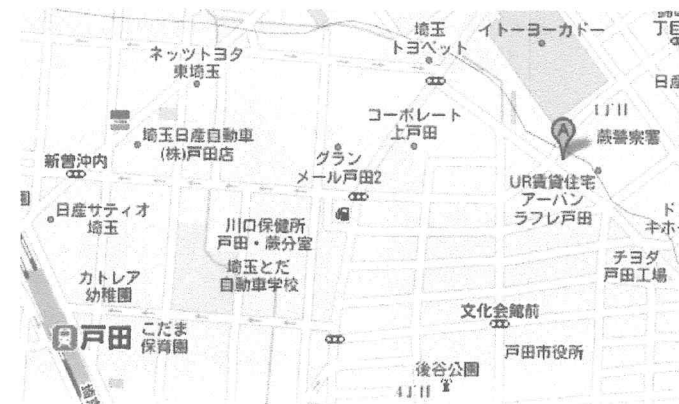 ネッツトヨタ
東埼玉
埼玉
トヨペット
イトーヨーカドー
丁目
日産
コーポレート
上戸田
1丁目
蕨警察署
埼玉日産自動車
(株)戸田店
グラン
メール戸田2
新曽沖内
UR賃貸住宅
アーバン
ラフレ戸田
日産サティオ
埼玉
川口保健所
戸田・蕨分室
埼玉とだ
自動車学校
ド
キホー
チヨダ
戸田工場
カトレア
幼稚園
文化会館前
戸田
こだま
保育園
戸田市役所
後谷公園
4丁目
埼京
A
園